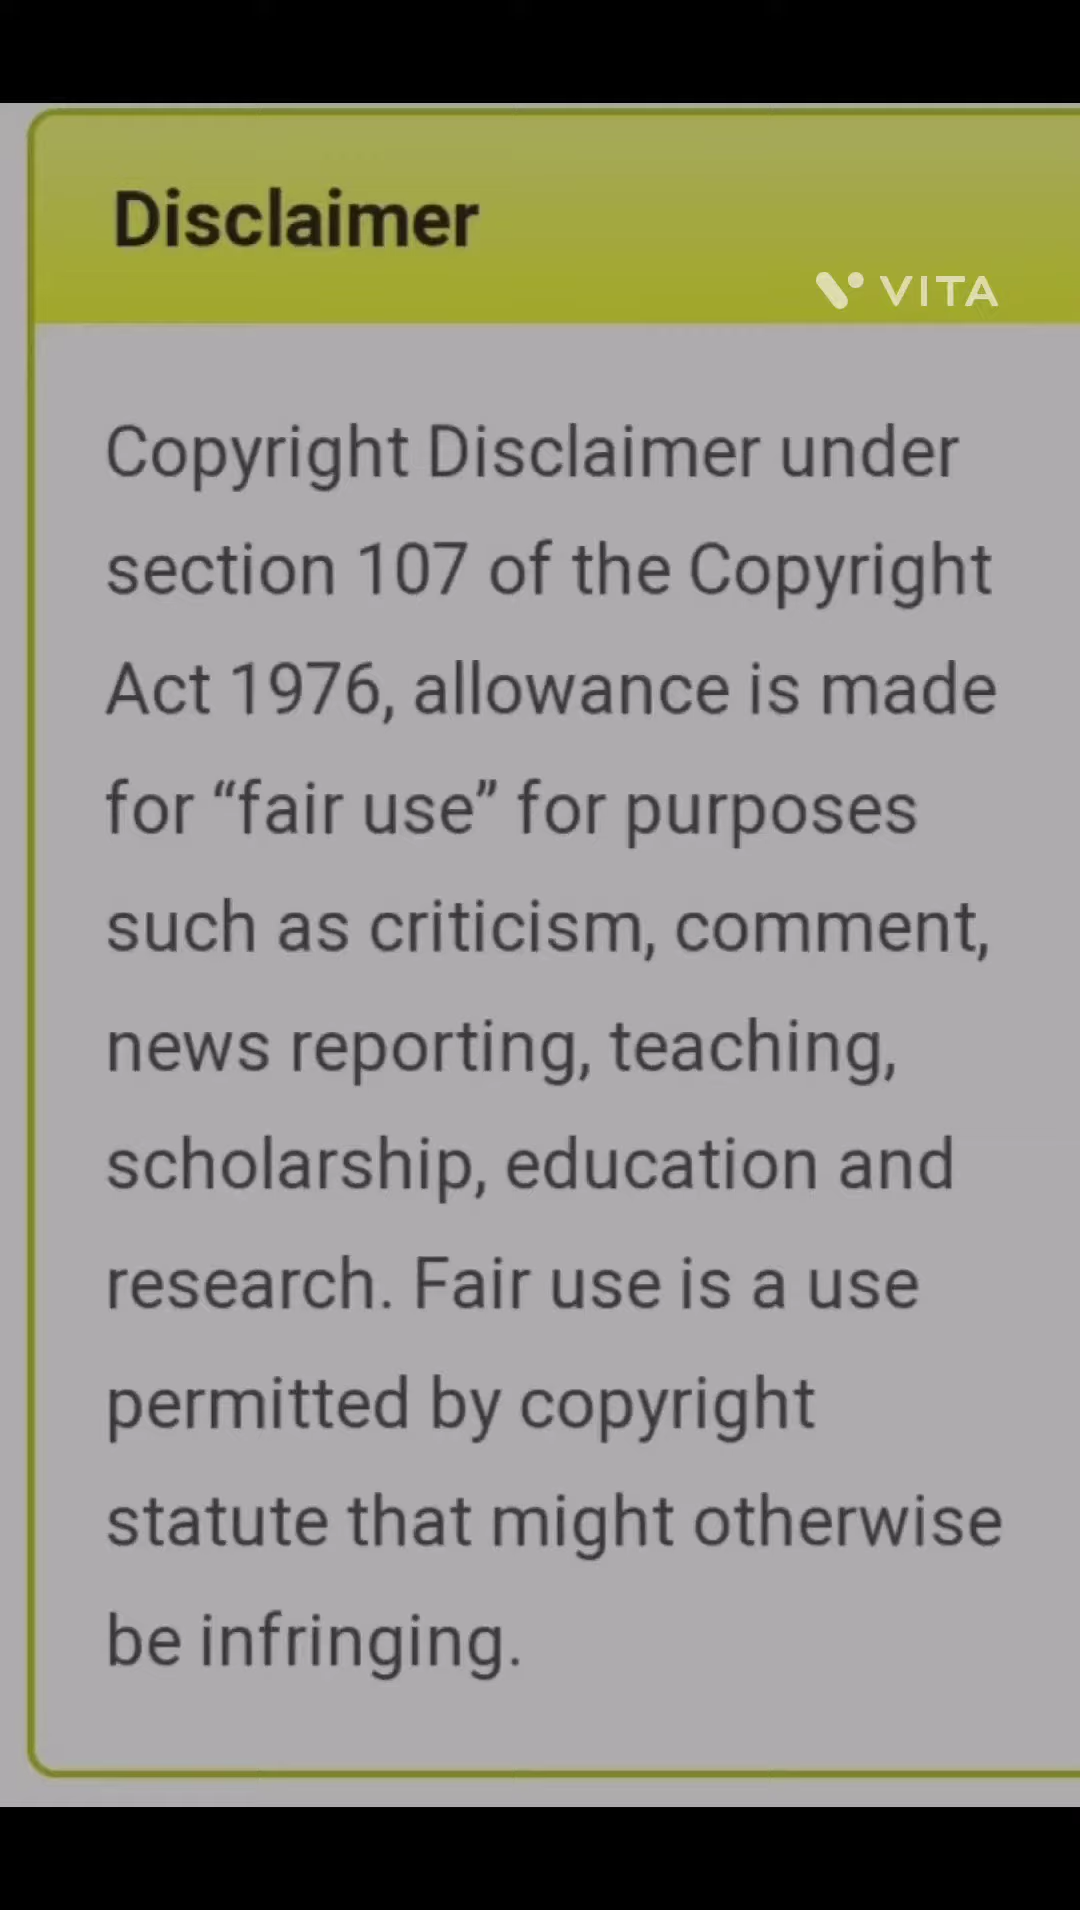 Disclaimer
VITA
Copyright Disclaimer under
section 107 of the Copyright
Act 1976, allowance is made
for “fair use” for purposes
such as criticism, comment,
news reporting, teaching,
scholarship, education and
research. Fair use is a use
permitted by copyright
statute that might otherwise
be infringing.